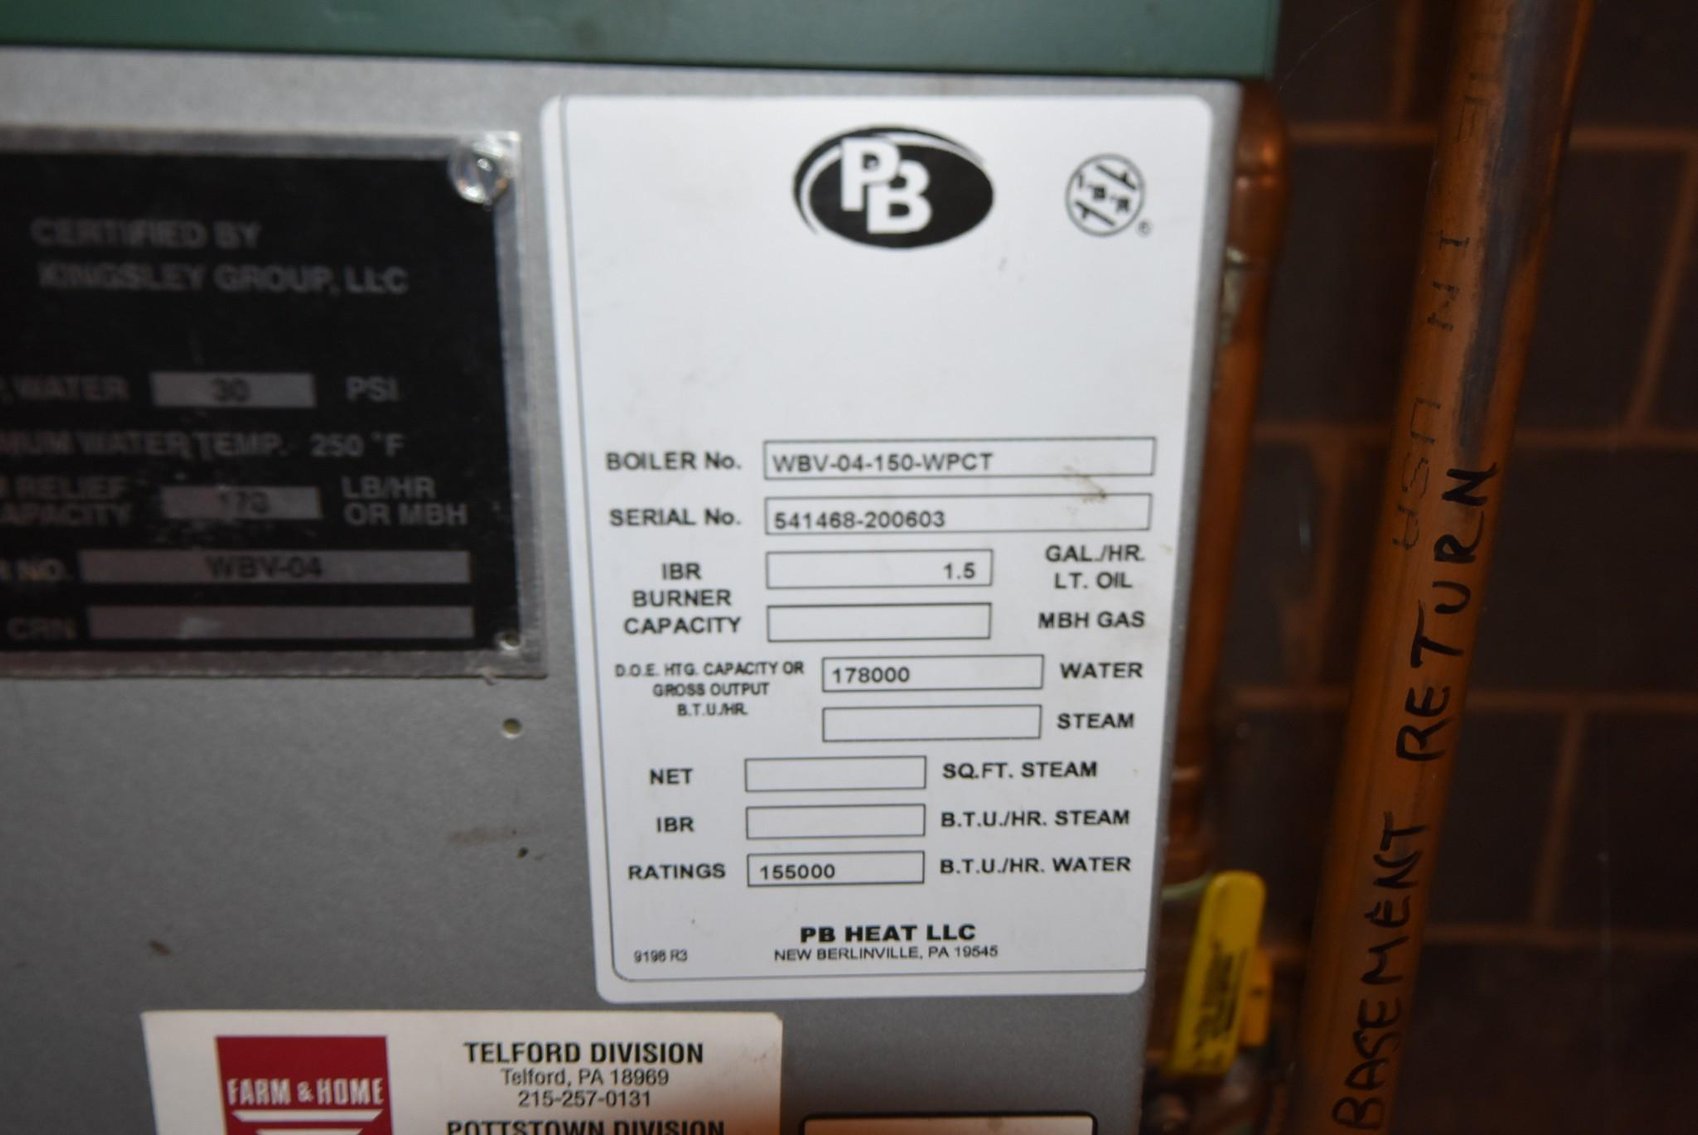 CERTIFIED BY
KINGSLEY GROUP, LLC
WATER 30 PSI
WATER TEMP. 250 °F
RELIEF LB/HR
OR MBH
NO. WBV-04
CRN
PB
®
BOILER No. WBV-04-150-WPCT
SERIAL No. 541468-200603
IBR BURNER CAPACITY 1.5 GAL./HR. LT. OIL
MBH GAS
D.O.E. HTG. CAPACITY OR GROSS OUTPUT B.T.U./HR. 178000 WATER
STEAM
NET SQ.FT. STEAM
IBR B.T.U./HR. STEAM
RATINGS 155000 B.T.U./HR. WATER
PB HEAT LLC
9198 R3 NEW BERLINVILLE, PA 19545
FARM & HOME
TELFORD DIVISION
Telford, PA 18969
215-257-0131
POTTSTOWN DIVISION
BASEMENT RETURN
USA